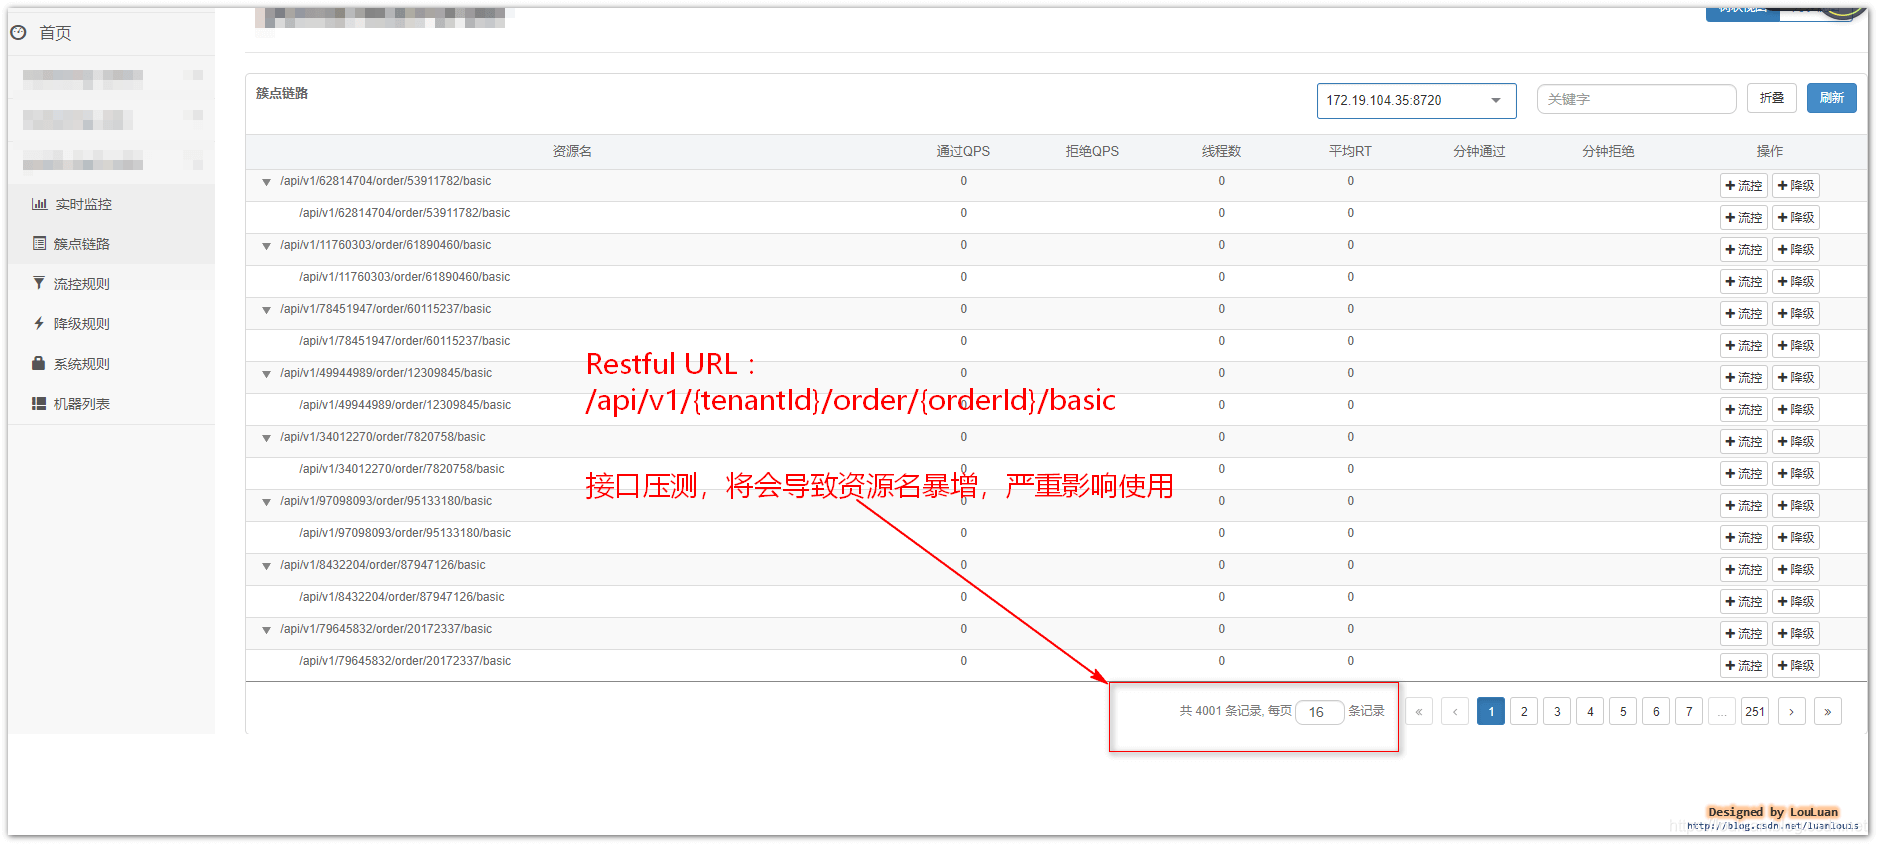 首页
实时监控
簇点链路
流控规则
降级规则
系统规则
机器列表
簇点链路
172.19.104.35:8720
关键字
折叠
刷新
资源名 通过QPS 拒绝QPS 线程数 平均RT 分钟通过 分钟拒绝 操作
/api/v1/62814704/order/53911782/basic 0 0 0 流控 降级
/api/v1/62814704/order/53911782/basic 0 0 0 流控 降级
/api/v1/11760303/order/61890460/basic 0 0 0 流控 降级
/api/v1/11760303/order/61890460/basic 0 0 0 流控 降级
/api/v1/78451947/order/60115237/basic 0 0 0 流控 降级
/api/v1/78451947/order/60115237/basic 0 0 0 流控 降级
/api/v1/49944989/order/12309845/basic 0 0 0 流控 降级
/api/v1/49944989/order/12309845/basic 0 0 0 流控 降级
/api/v1/34012270/order/7820758/basic 0 0 0 流控 降级
/api/v1/34012270/order/7820758/basic 0 0 0 流控 降级
/api/v1/97098093/order/95133180/basic 0 0 0 流控 降级
/api/v1/97098093/order/95133180/basic 0 0 0 流控 降级
/api/v1/8432204/order/87947126/basic 0 0 0 流控 降级
/api/v1/8432204/order/87947126/basic 0 0 0 流控 降级
/api/v1/79645832/order/20172337/basic 0 0 0 流控 降级
/api/v1/79645832/order/20172337/basic 0 0 0 流控 降级
Restful URL：
/api/v1/{tenantId}/order/{orderId}/basic
接口压测，将会导致资源名暴增，严重影响使用
共 4001 条记录, 每页 16 条记录
« ‹ 1 2 3 4 5 6 7 ... 251 › »
Designed by LouLuan
http://blog.csdn.net/luanlouis